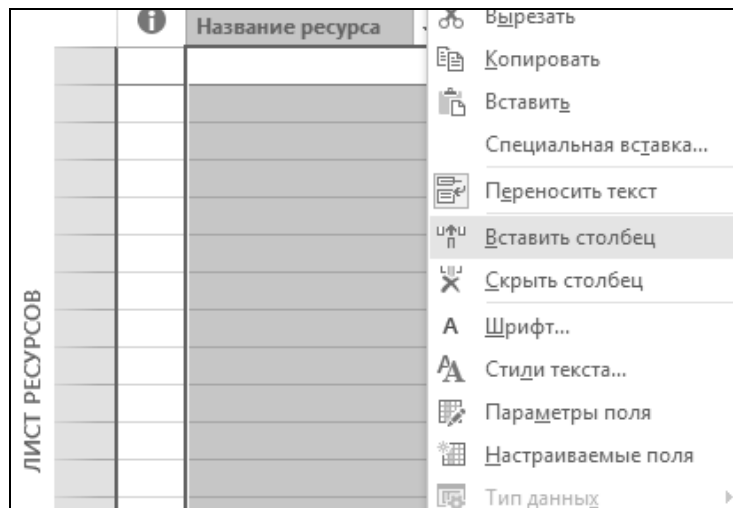 Название ресурса
Вырезать
Копировать
Вставить
Специальная вставка...
Переносить текст
Вставить столбец
Скрыть столбец
Шрифт...
Стили текста...
Параметры поля
Настраиваемые поля
Тип данных
ЛИСТ РЕСУРСОВ